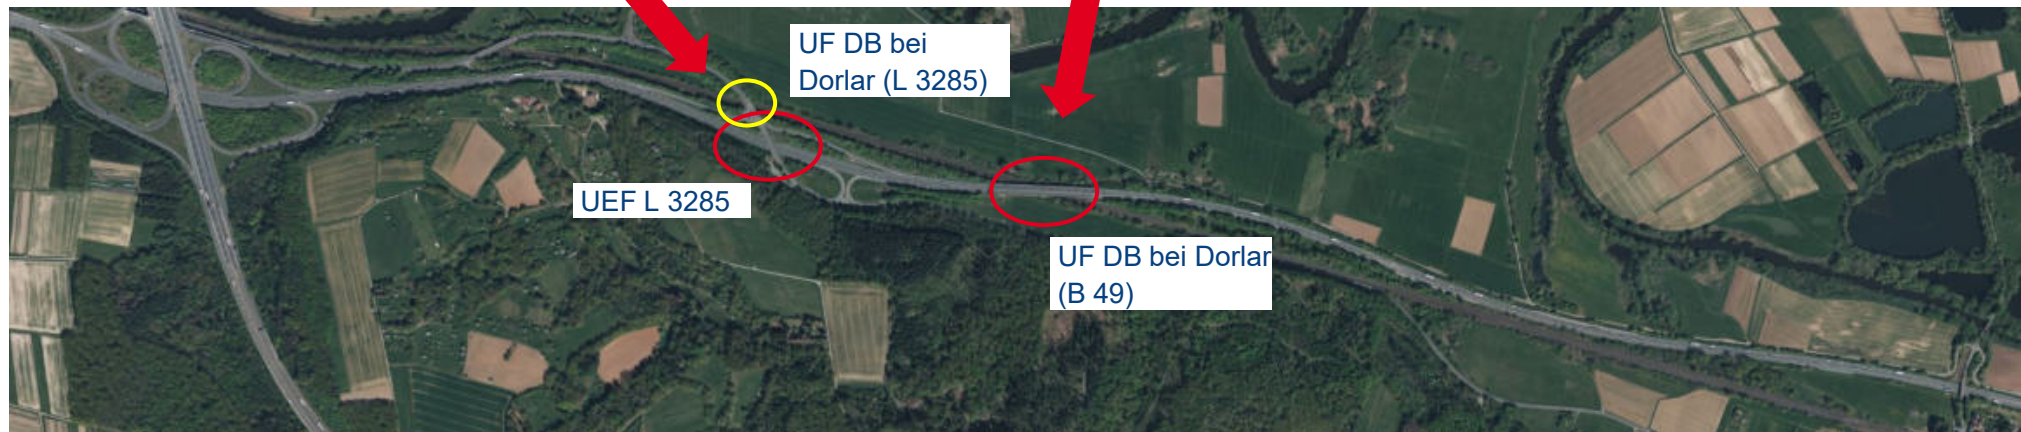 UF DB bei
Dorlar (L 3285)
UEF L 3285
UF DB bei Dorlar
(B 49)